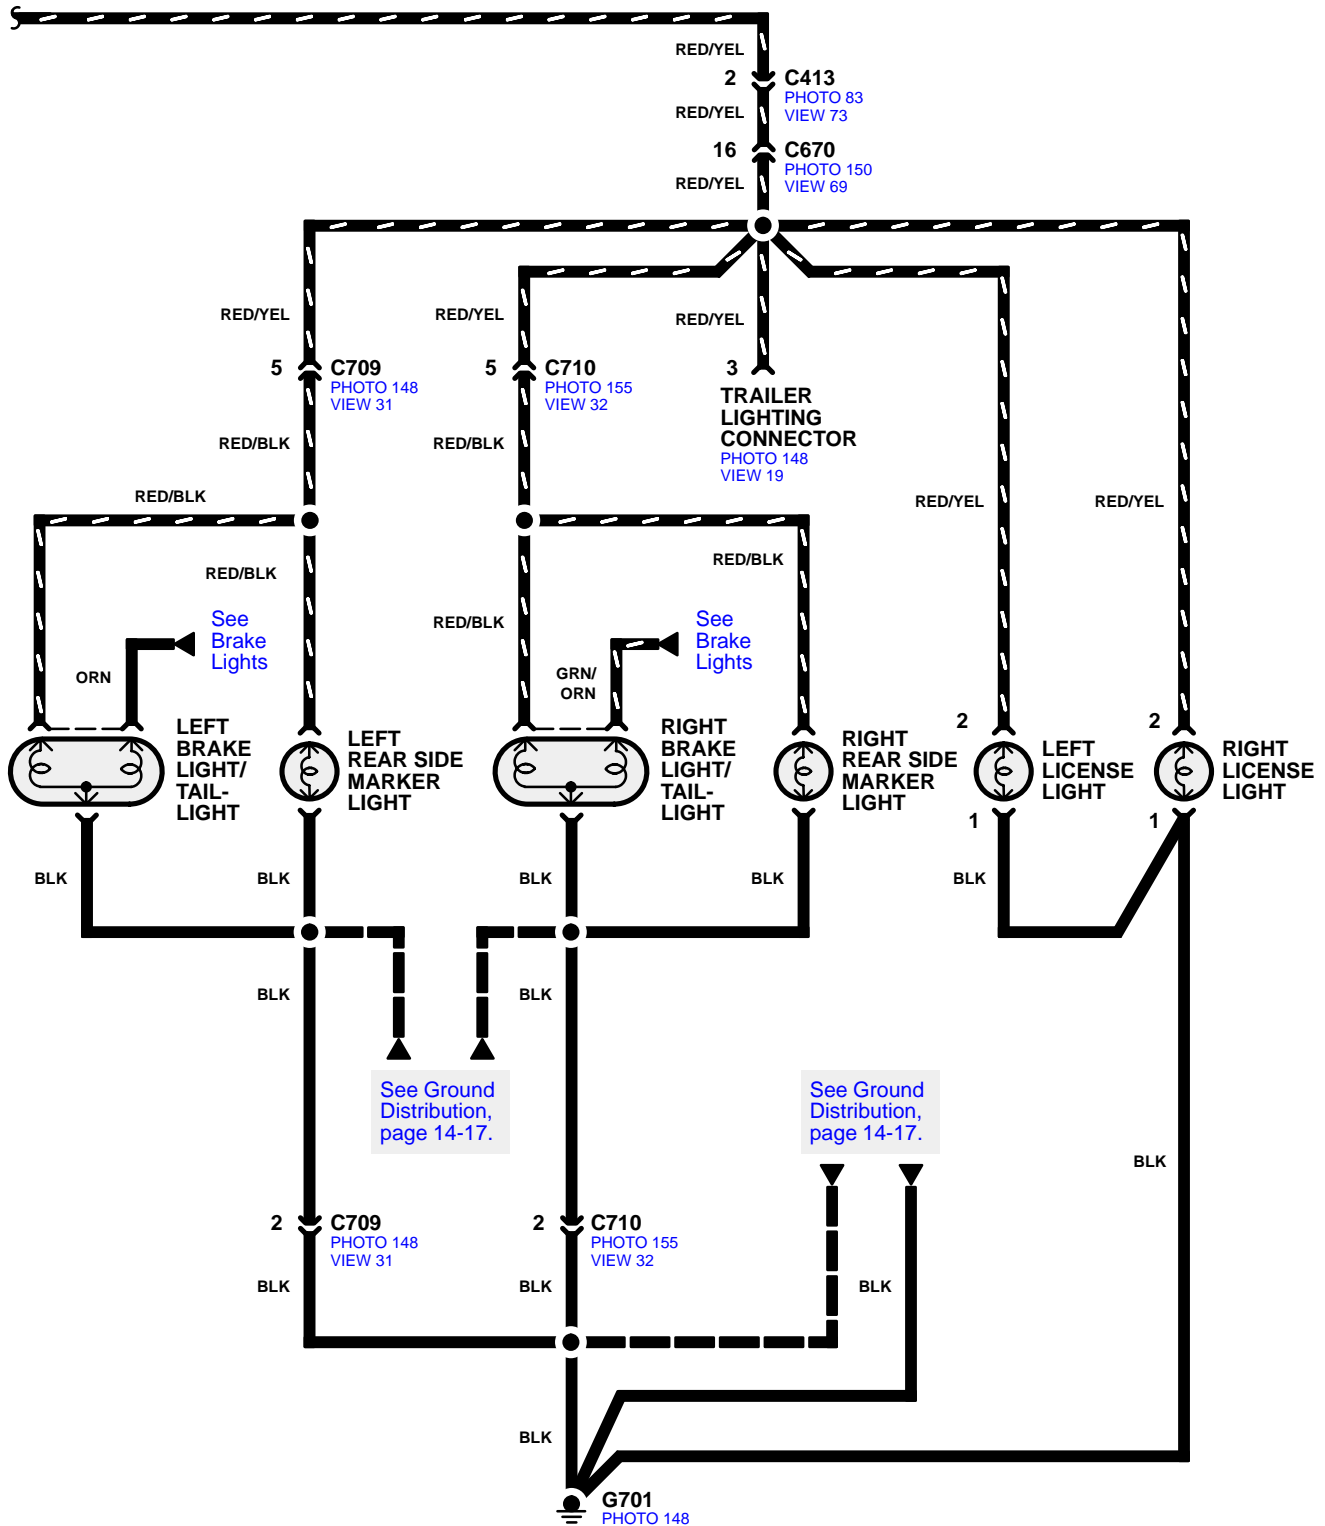 RED/YEL
2
C413
PHOTO 83
VIEW 73
RED/YEL
16
C670
PHOTO 150
VIEW 69
RED/YEL
RED/YEL
RED/YEL
RED/YEL
5
C709
PHOTO 148
VIEW 31
5
C710
PHOTO 155
VIEW 32
3
TRAILER
LIGHTING
CONNECTOR
PHOTO 148
VIEW 19
RED/BLK
RED/BLK
RED/BLK
RED/YEL
RED/YEL
RED/BLK
RED/BLK
RED/BLK
See
Brake
Lights
See
Brake
Lights
ORN
GRN/
ORN
LEFT
BRAKE
LIGHT/
TAIL-
LIGHT
LEFT
REAR SIDE
MARKER
LIGHT
RIGHT
BRAKE
LIGHT/
TAIL-
LIGHT
RIGHT
REAR SIDE
MARKER
LIGHT
2
LEFT
LICENSE
LIGHT
1
2
RIGHT
LICENSE
LIGHT
1
BLK
BLK
BLK
BLK
BLK
BLK
BLK
See Ground
Distribution,
page 14-17.
See Ground
Distribution,
page 14-17.
BLK
2
C709
PHOTO 148
VIEW 31
2
C710
PHOTO 155
VIEW 32
BLK
BLK
BLK
BLK
G701
PHOTO 148